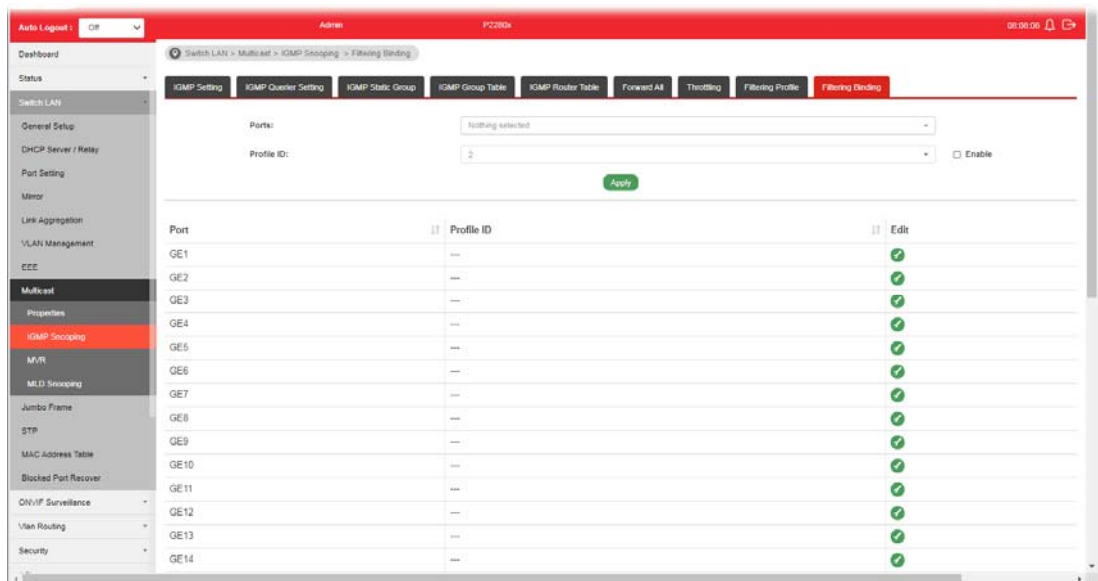 Auto Logout : Off
Admin
P2280x
08:08:06
Dashboard
Status
Switch LAN
General Setup
DHCP Server / Relay
Port Setting
Mirror
Link Aggregation
VLAN Management
EEE
Multicast
Properties
IGMP Snooping
MVR
MLD Snooping
Jumbo Frame
STP
MAC Address Table
Blocked Port Recover
ONVIF Surveillance
Vlan Routing
Security
Switch LAN > Multicast > IGMP Snooping > Filtering Binding
IGMP Setting
IGMP Querier Setting
IGMP Static Group
IGMP Group Table
IGMP Router Table
Forward All
Throttling
Filtering Profile
Filtering Binding
Ports: Nothing selected
Profile ID: 2 Enable
Apply
Port Profile ID Edit
GE1 ---
GE2 ---
GE3 ---
GE4 ---
GE5 ---
GE6 ---
GE7 ---
GE8 ---
GE9 ---
GE10 ---
GE11 ---
GE12 ---
GE13 ---
GE14 ---